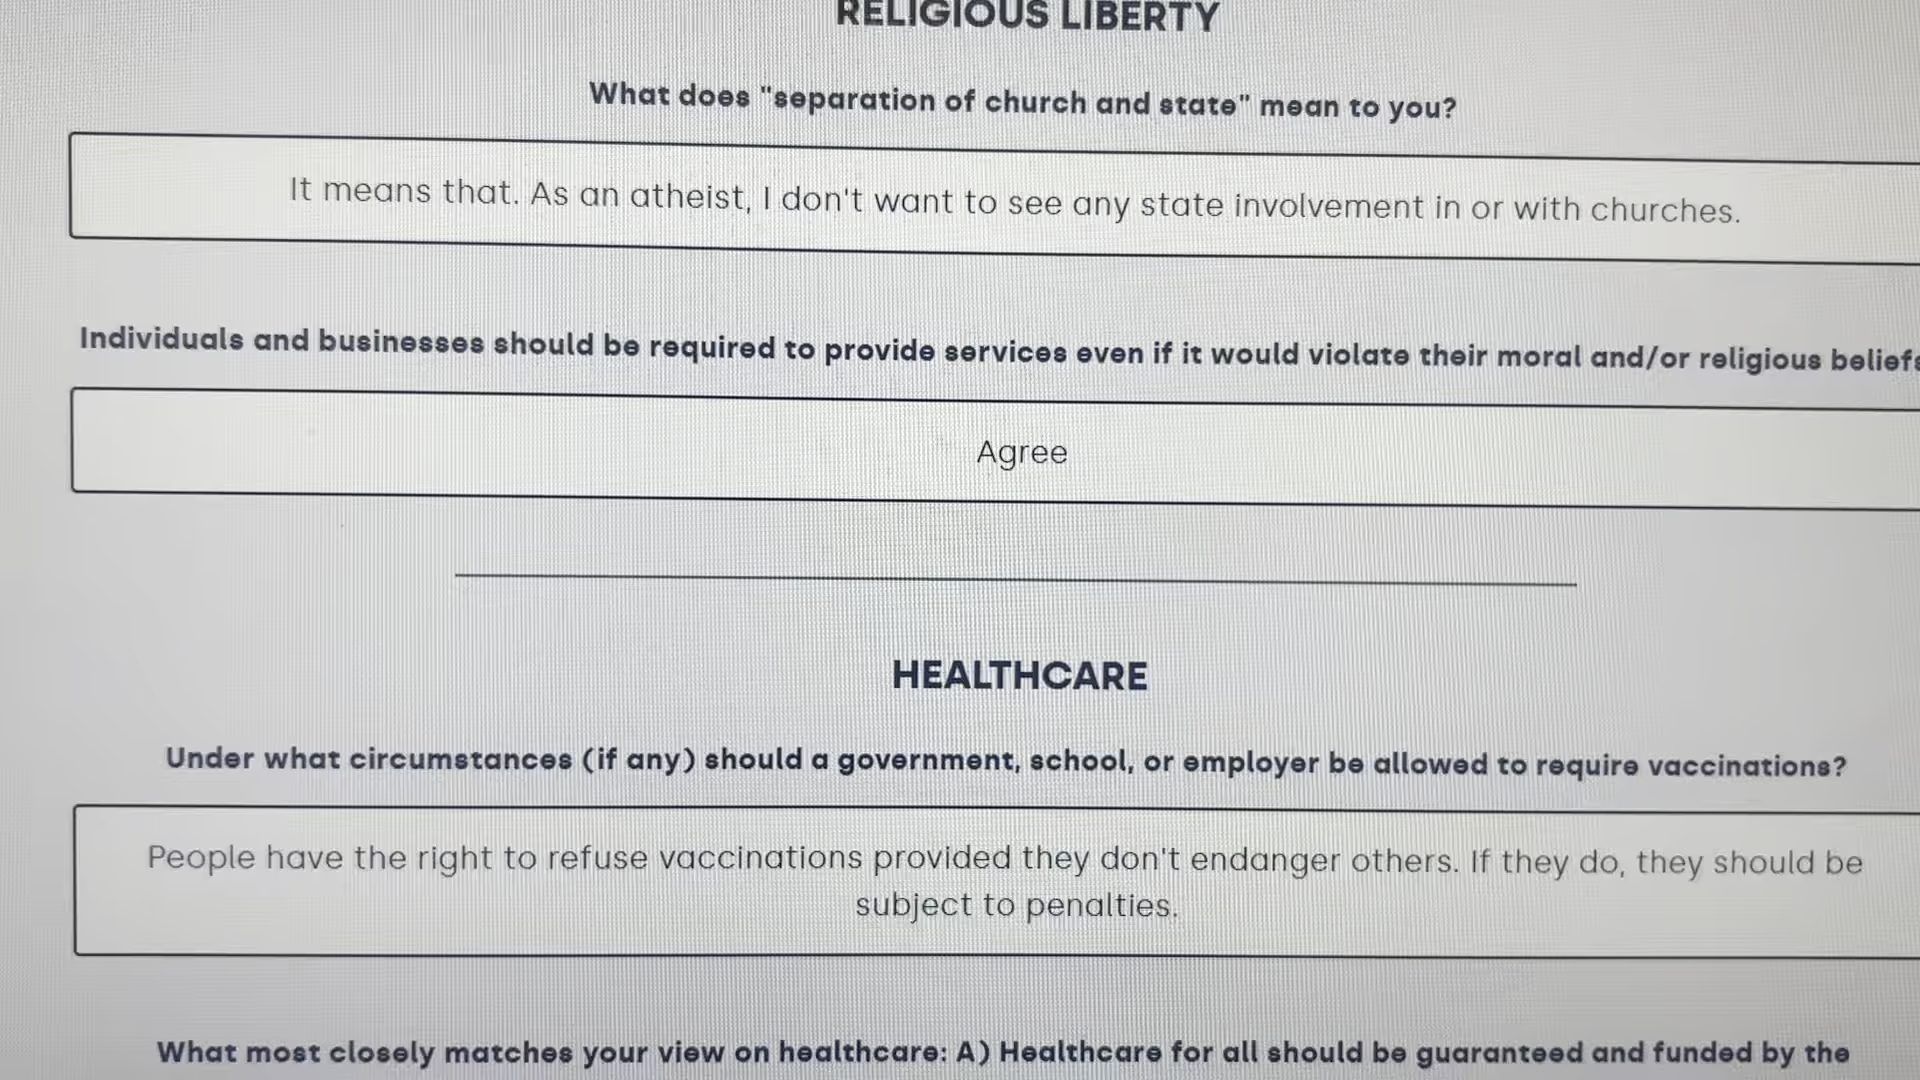 RELIGIOUS LIBERTY
What does "separation of church and state" mean to you?
It means that. As an atheist, I don't want to see any state involvement in or with churches.
Individuals and businesses should be required to provide services even if it would violate their moral and/or religious beliefs
Agree
HEALTHCARE
Under what circumstances (if any) should a government, school, or employer be allowed to require vaccinations?
People have the right to refuse vaccinations provided they don't endanger others. If they do, they should be
subject to penalties.
What most closely matches your view on healthcare: A) Healthcare for all should be guaranteed and funded by the